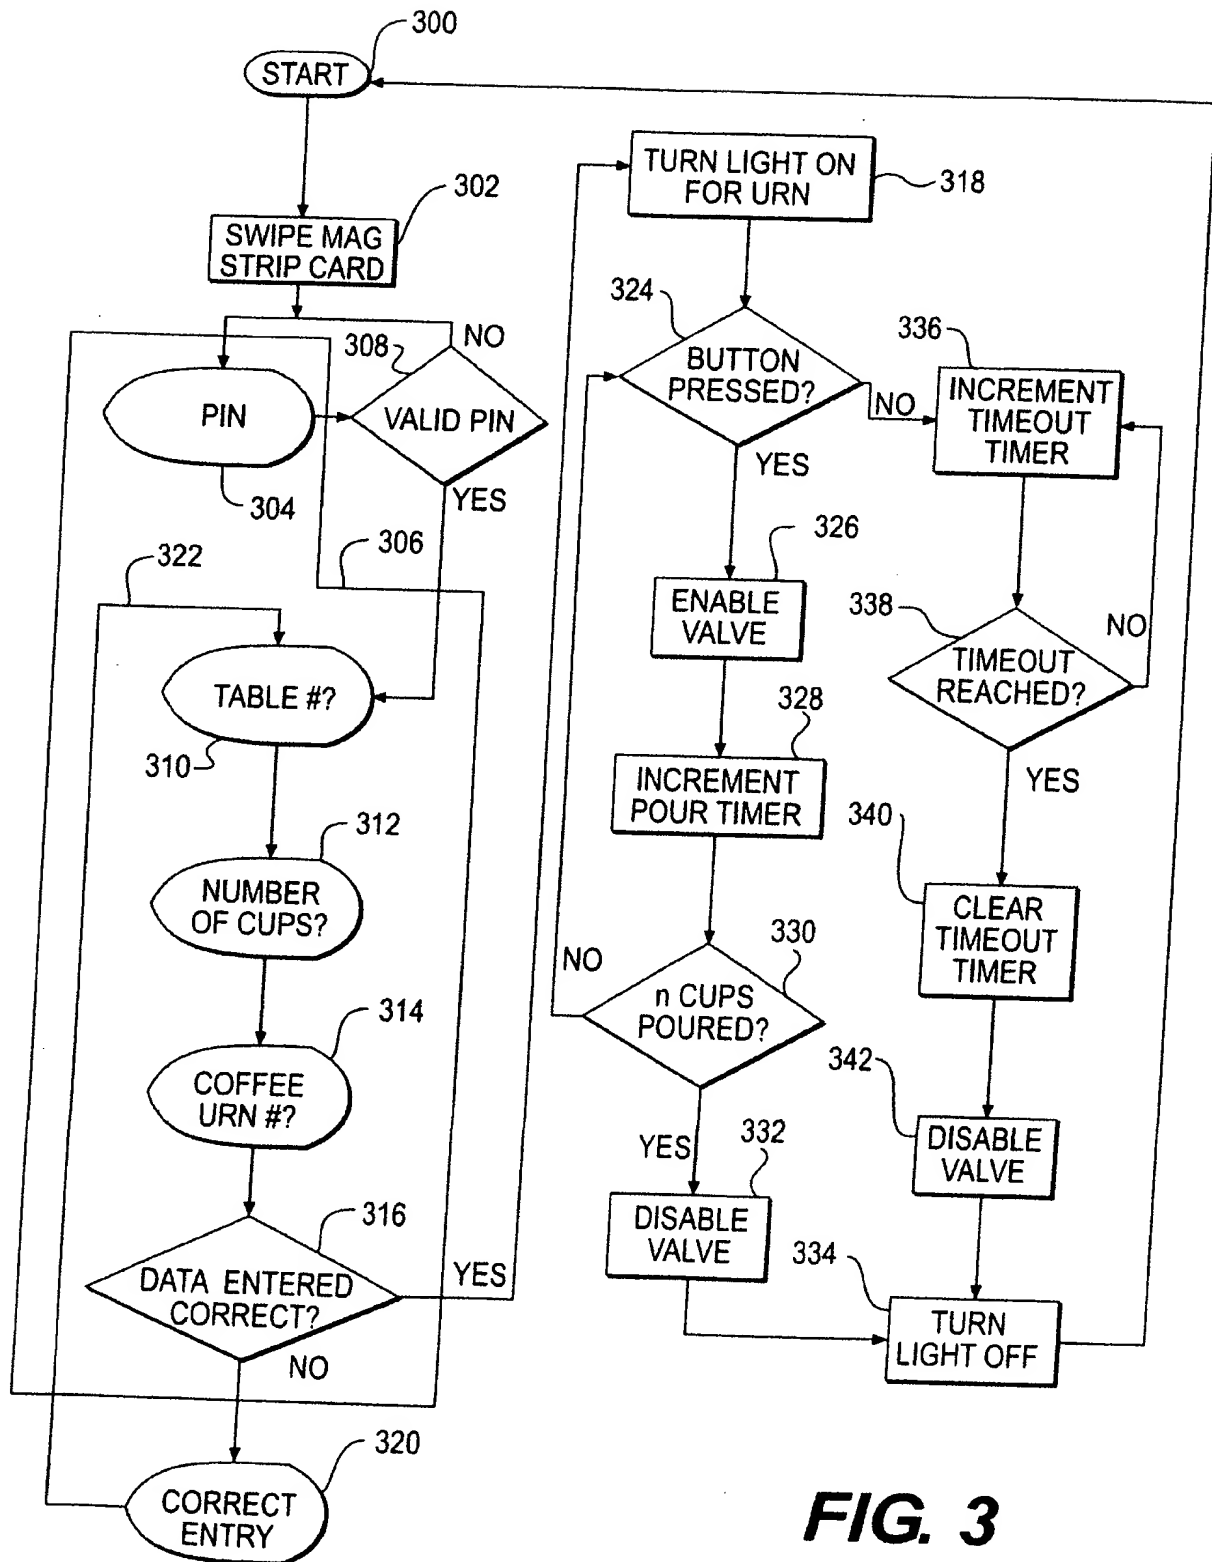 300
START
302
SWIPE MAG
STRIP CARD
NO
308
PIN
VALID PIN
304
YES
306
322
TABLE #?
310
312
NUMBER
OF CUPS?
314
COFFEE
URN #?
316
DATA ENTERED
CORRECT?
YES
NO
320
CORRECT
ENTRY
TURN LIGHT ON
FOR URN
318
324
BUTTON
PRESSED?
NO
YES
326
ENABLE
VALVE
328
INCREMENT
POUR TIMER
330
NO
n CUPS
POURED?
YES
332
DISABLE
VALVE
336
INCREMENT
TIMEOUT
TIMER
338
NO
TIMEOUT
REACHED?
YES
340
CLEAR
TIMEOUT
TIMER
342
DISABLE
VALVE
334
TURN
LIGHT OFF
FIG. 3